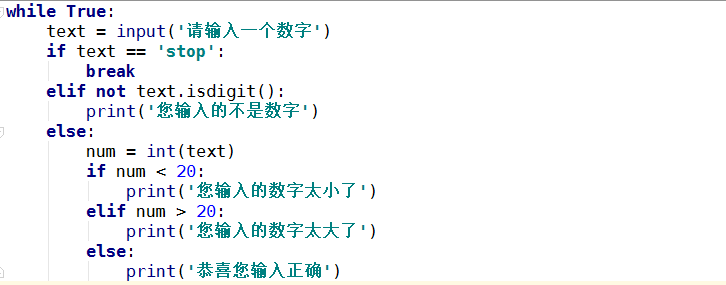 while True:
    text = input('请输入一个数字')
    if text == 'stop':
        break
    elif not text.isdigit():
        print('您输入的不是数字')
    else:
        num = int(text)
        if num < 20:
            print('您输入的数字太小了')
        elif num > 20:
            print('您输入的数字太大了')
        else:
            print('恭喜您输入正确')